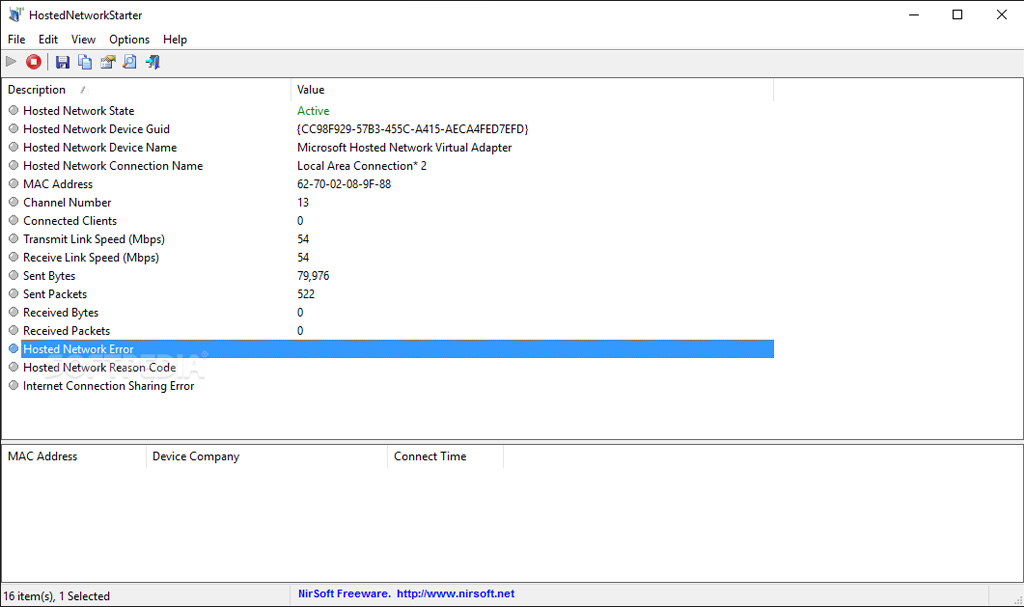 HostedNetworkStarter
File Edit View Options Help
Description Value
Hosted Network State Active
Hosted Network Device Guid {CC98F929-57B3-455C-A415-AECA4FED7EFD}
Hosted Network Device Name Microsoft Hosted Network Virtual Adapter
Hosted Network Connection Name Local Area Connection* 2
MAC Address 62-70-02-08-9F-88
Channel Number 13
Connected Clients 0
Transmit Link Speed (Mbps) 54
Receive Link Speed (Mbps) 54
Sent Bytes 79,976
Sent Packets 522
Received Bytes 0
Received Packets 0
Hosted Network Error
SOFTPEDIA®
Hosted Network Reason Code
Internet Connection Sharing Error
MAC Address Device Company Connect Time
16 item(s), 1 Selected NirSoft Freeware. http://www.nirsoft.net